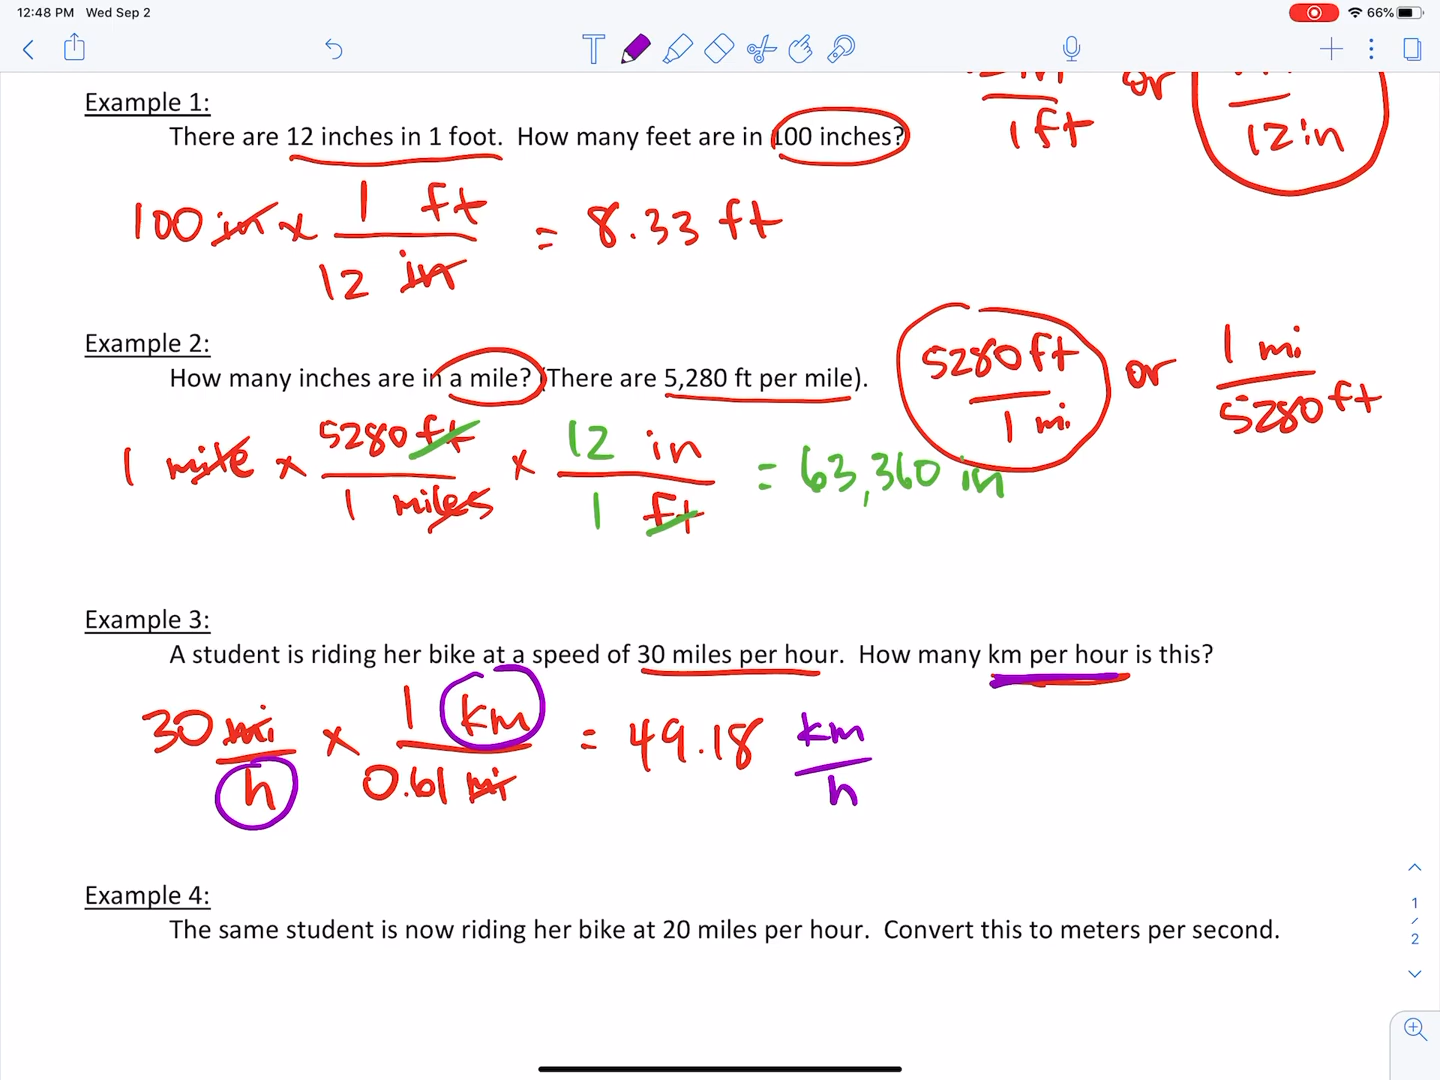 12:48 PM Wed Sep 2
66%
T
Example 1:
or
1 ft
12 in
There are 12 inches in 1 foot. How many feet are in 100 inches?
100 in x 1 ft / 12 in = 8.33 ft
Example 2:
How many inches are in a mile? (There are 5,280 ft per mile).
5280 ft / 1 mi or 1 mi / 5280 ft
1 mile x 5280 ft / 1 miles x 12 in / 1 ft = 63,360 in
Example 3:
A student is riding her bike at a speed of 30 miles per hour. How many km per hour is this?
30 mi / h x 1 km / 0.61 mi = 49.18 km / h
Example 4:
The same student is now riding her bike at 20 miles per hour. Convert this to meters per second.
1 / 2